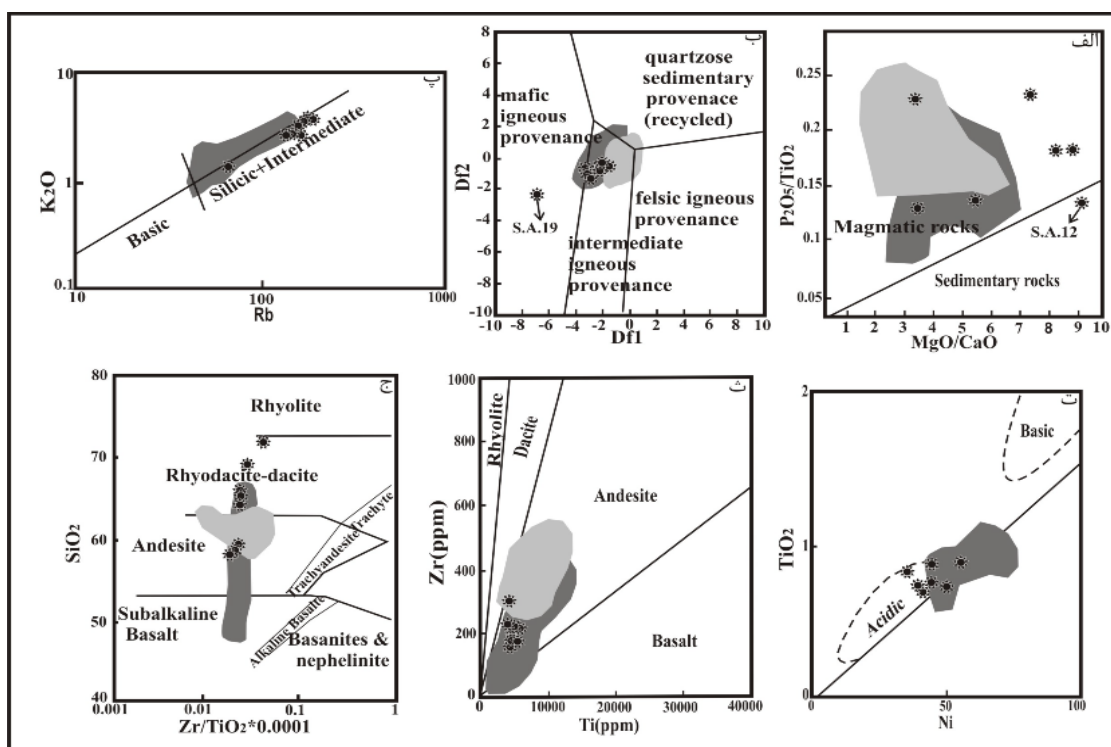 پ
10
1
0.1
K₂O
Basic
Silicic+Intermediate
10
100
1000
Rb
ب
8
6
4
2
0
-2
-4
-6
-8
-10
Df2
mafic
igneous
provenance
quartzose
sedimentary
provenace
(recycled)
felsic igneous
provenance
intermediate
igneous
provenance
S.A.19
-10 -8 -6 -4 -2 0 2 4 6 8 10
Df1
الف
0.25
0.20
0.15
0.1
0.05
P₂O₅/TiO₂
Magmatic rocks
S.A.12
Sedimentary rocks
1 2 3 4 5 6 7 8 9 10
MgO/CaO
ج
80
70
60
50
40
SiO₂
Rhyolite
Rhyodacite-dacite
Andesite
Trachyte
Trachyandesite
Subalkaline
Basalt
Alkaline Basalte
Basanites &
nephelinite
0.001 0.01 0.1 1
Zr/TiO₂*0.0001
ث
1000
800
600
400
200
0
Zr(ppm)
Rhyolite
Dacite
Andesite
Basalt
0 10000 20000 30000 40000
Ti(ppm)
ت
2
1
0
TiO₂
Basic
Acidic
0 50 100
Ni